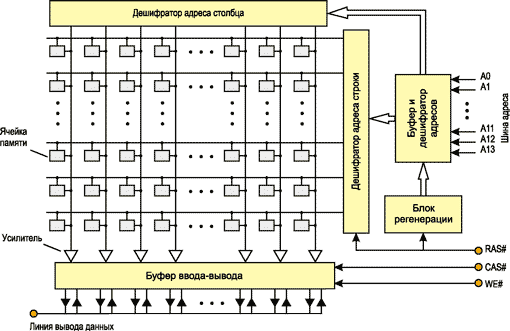 Дешифратор адреса столбца
Дешифратор адреса строки
Буфер и
дешифратор
адресов
A0
A1
A11
A12
A13
Шина адреса
Ячейка
памяти
Блок
регенерации
Усилитель
RAS#
CAS#
WE#
Буфер ввода-вывода
Линия вывода данных